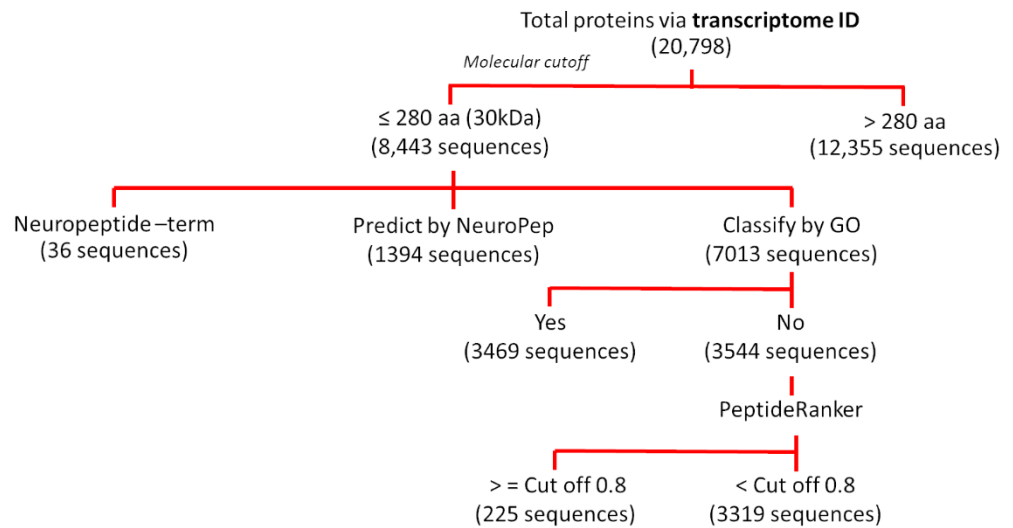 Total proteins via transcriptome ID
(20,798)
Molecular cutoff
≤ 280 aa (30kDa)
(8,443 sequences)
> 280 aa
(12,355 sequences)
Neuropeptide –term
(36 sequences)
Predict by NeuroPep
(1394 sequences)
Classify by GO
(7013 sequences)
Yes
(3469 sequences)
No
(3544 sequences)
PeptideRanker
> = Cut off 0.8
(225 sequences)
< Cut off 0.8
(3319 sequences)